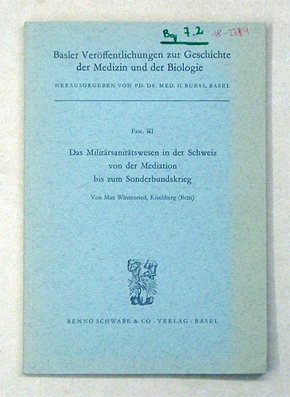 Bg 7.2
Basler Veröffentlichungen zur Geschichte
der Medizin und der Biologie
HERAUSGEGEBEN VON PD. DR. MED. H. BUESS, BASEL
Fasc. III
Das Militärsanitätswesen in der Schweiz
von der Mediation
bis zum Sonderbundskrieg
Von Max Winzenried, Kirchberg (Bern)
BENNO SCHWABE & CO · VERLAG · BASEL